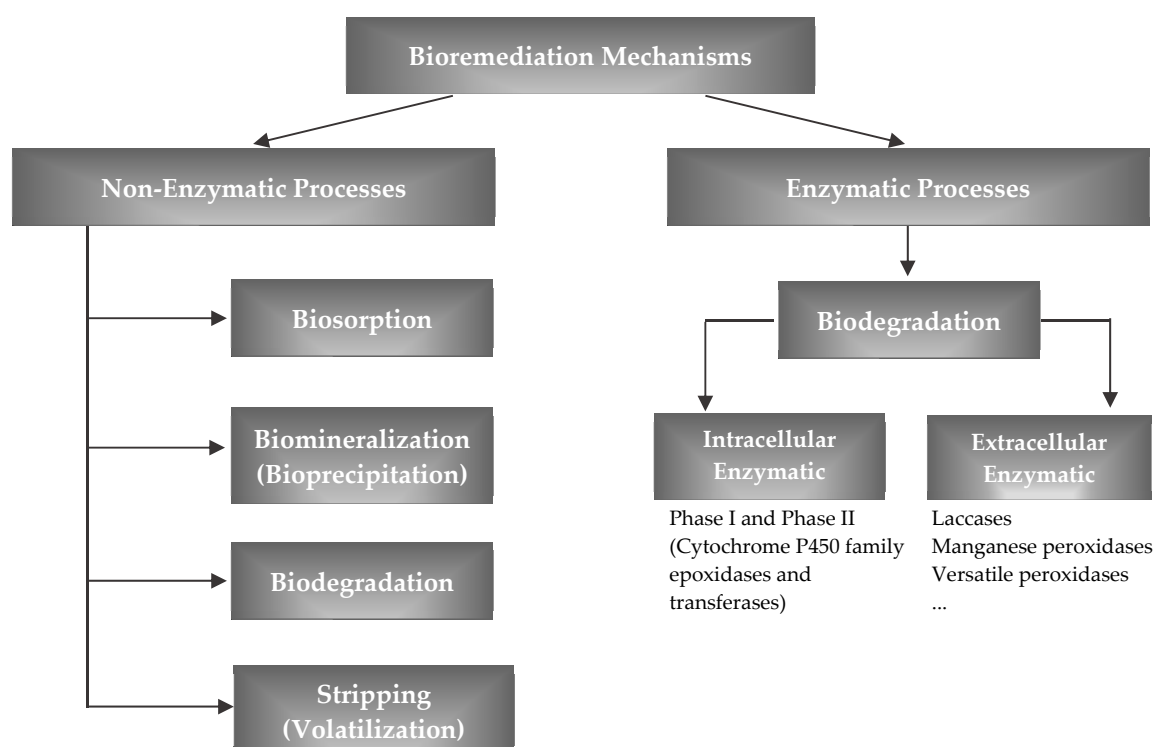 Bioremediation Mechanisms
Non-Enzymatic Processes
Enzymatic Processes
Biosorption
Biomineralization
(Bioprecipitation)
Biodegradation
Stripping
(Volatilization)
Biodegradation
Intracellular
Enzymatic
Phase I and Phase II
(Cytochrome P450 family
epoxidases and
transferases)
Extracellular
Enzymatic
Laccases
Manganese peroxidases
Versatile peroxidases
...